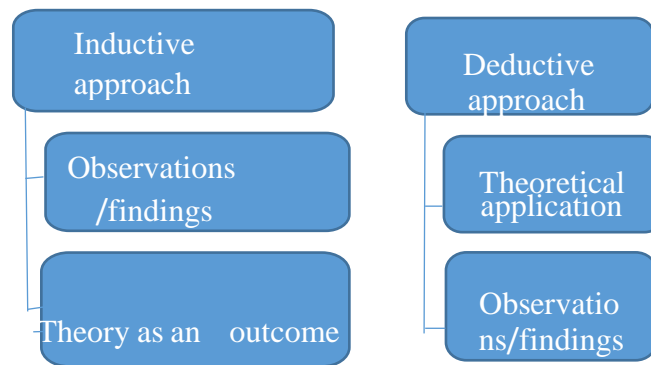 Inductive
approach
Observations
/findings
Theory as an outcome
Deductive
approach
Theoretical
application
Observatio
ns/findings